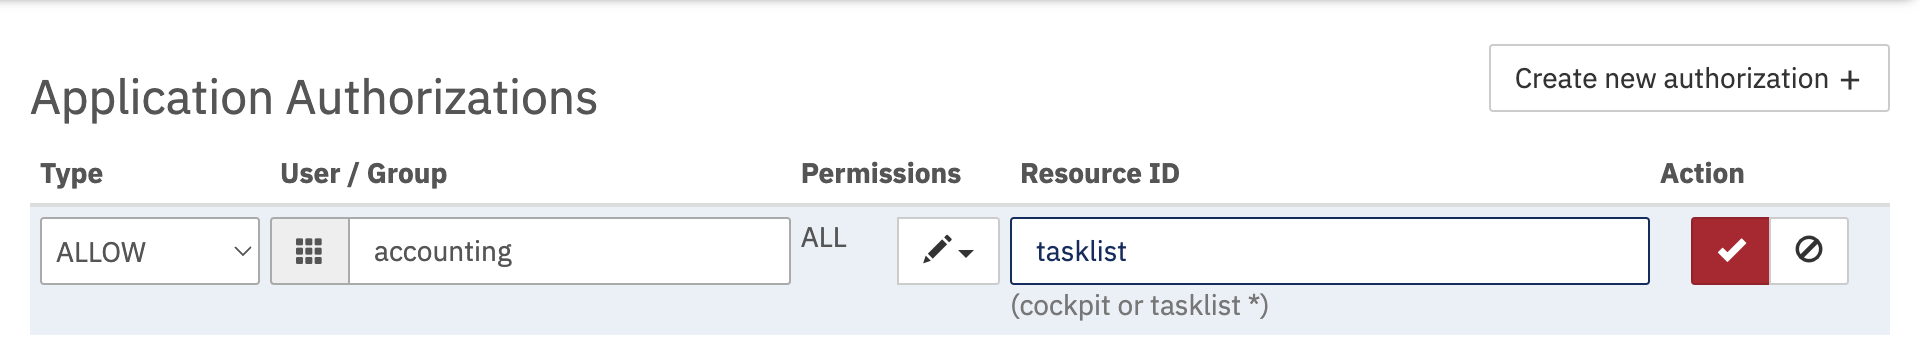 Application Authorizations
Create new authorization +
Type User / Group Permissions Resource ID Action
ALLOW accounting ALL tasklist
(cockpit or tasklist *)